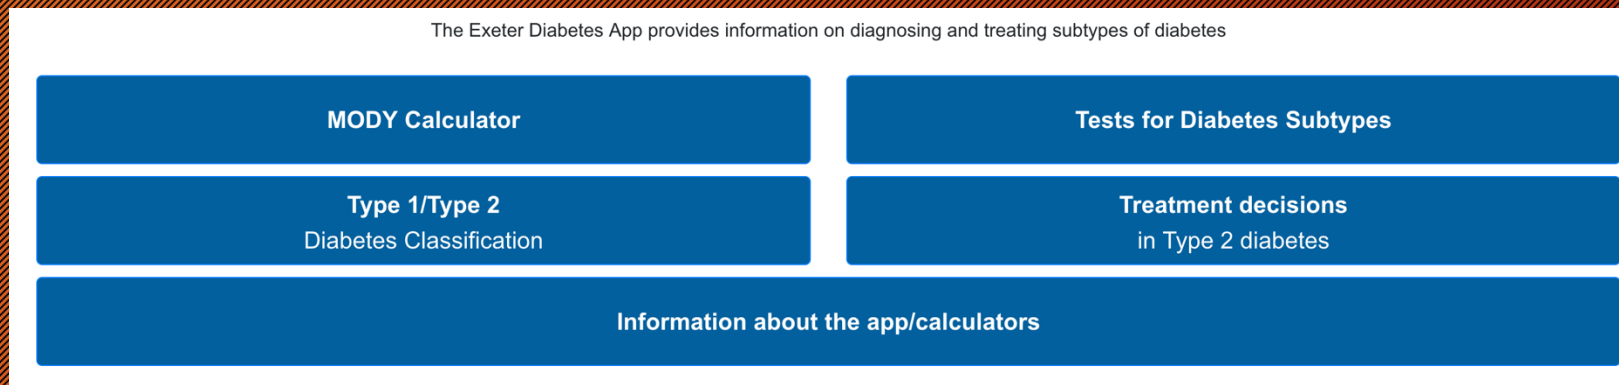 The Exeter Diabetes App provides information on diagnosing and treating subtypes of diabetes
MODY Calculator
Tests for Diabetes Subtypes
Type 1/Type 2
Diabetes Classification
Treatment decisions
in Type 2 diabetes
Information about the app/calculators